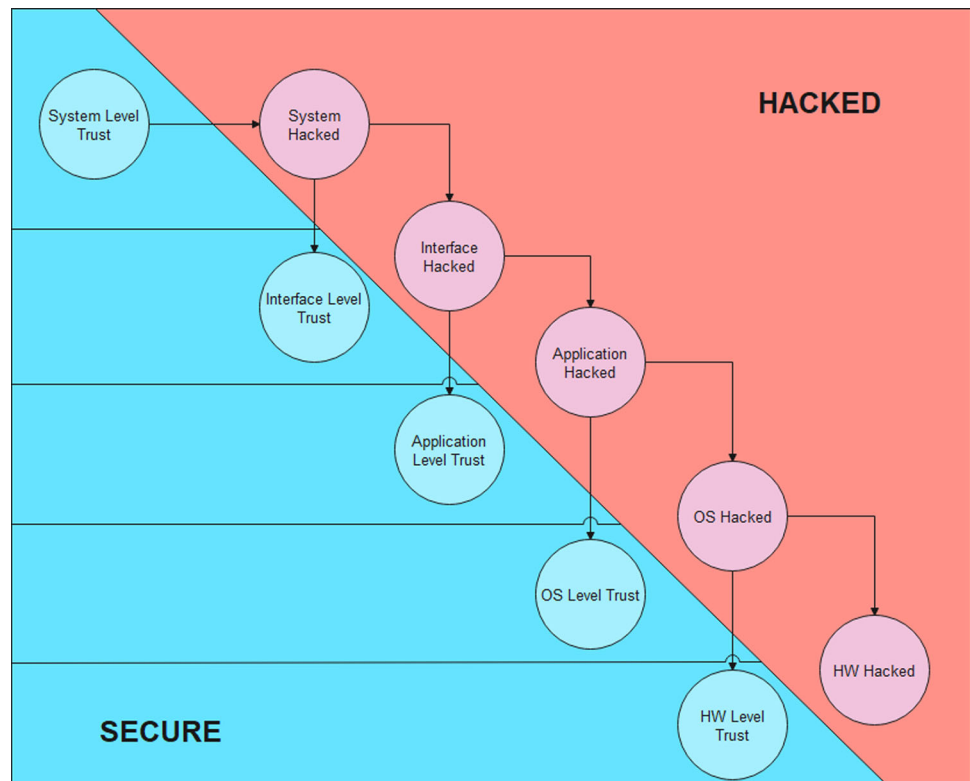 HACKED
System Level
Trust
System
Hacked
Interface
Hacked
Interface Level
Trust
Application
Hacked
Application
Level Trust
OS Hacked
OS Level Trust
HW Hacked
HW Level
Trust
SECURE